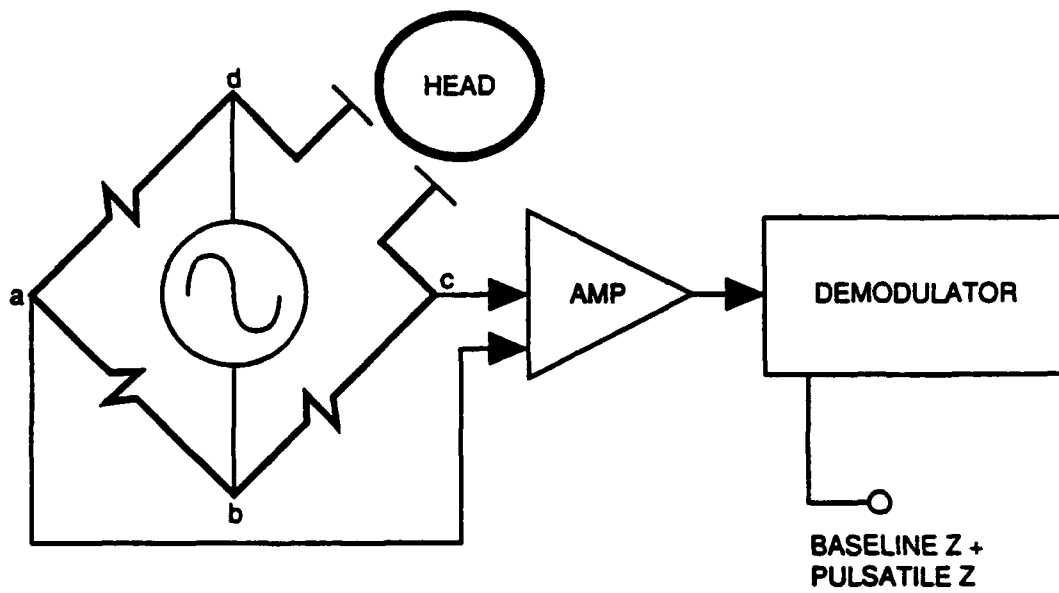 HEAD
d
a
c
b
AMP
DEMODULATOR
BASELINE Z +
PULSATILE Z